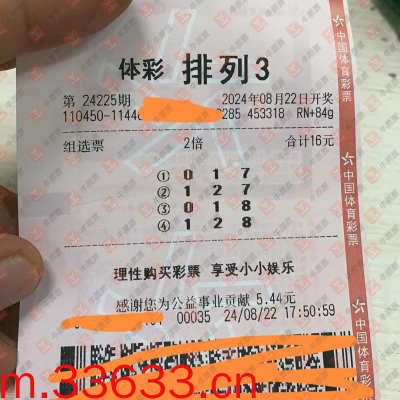 体彩 排列3
第 24225期 2024年08月22日开奖
110450-1144 285 453318 RN+84g
组选票 2倍 合计16元
① 0 1 7
② 1 2 7
③ 0 1 8
④ 1 2 8
理性购买彩票 享受小小娱乐
感谢您为公益事业贡献 5.44元
00035 24/08/22 17:50:59
m.33633.cn
中国体育彩票
中国体育彩票
中国体育彩票